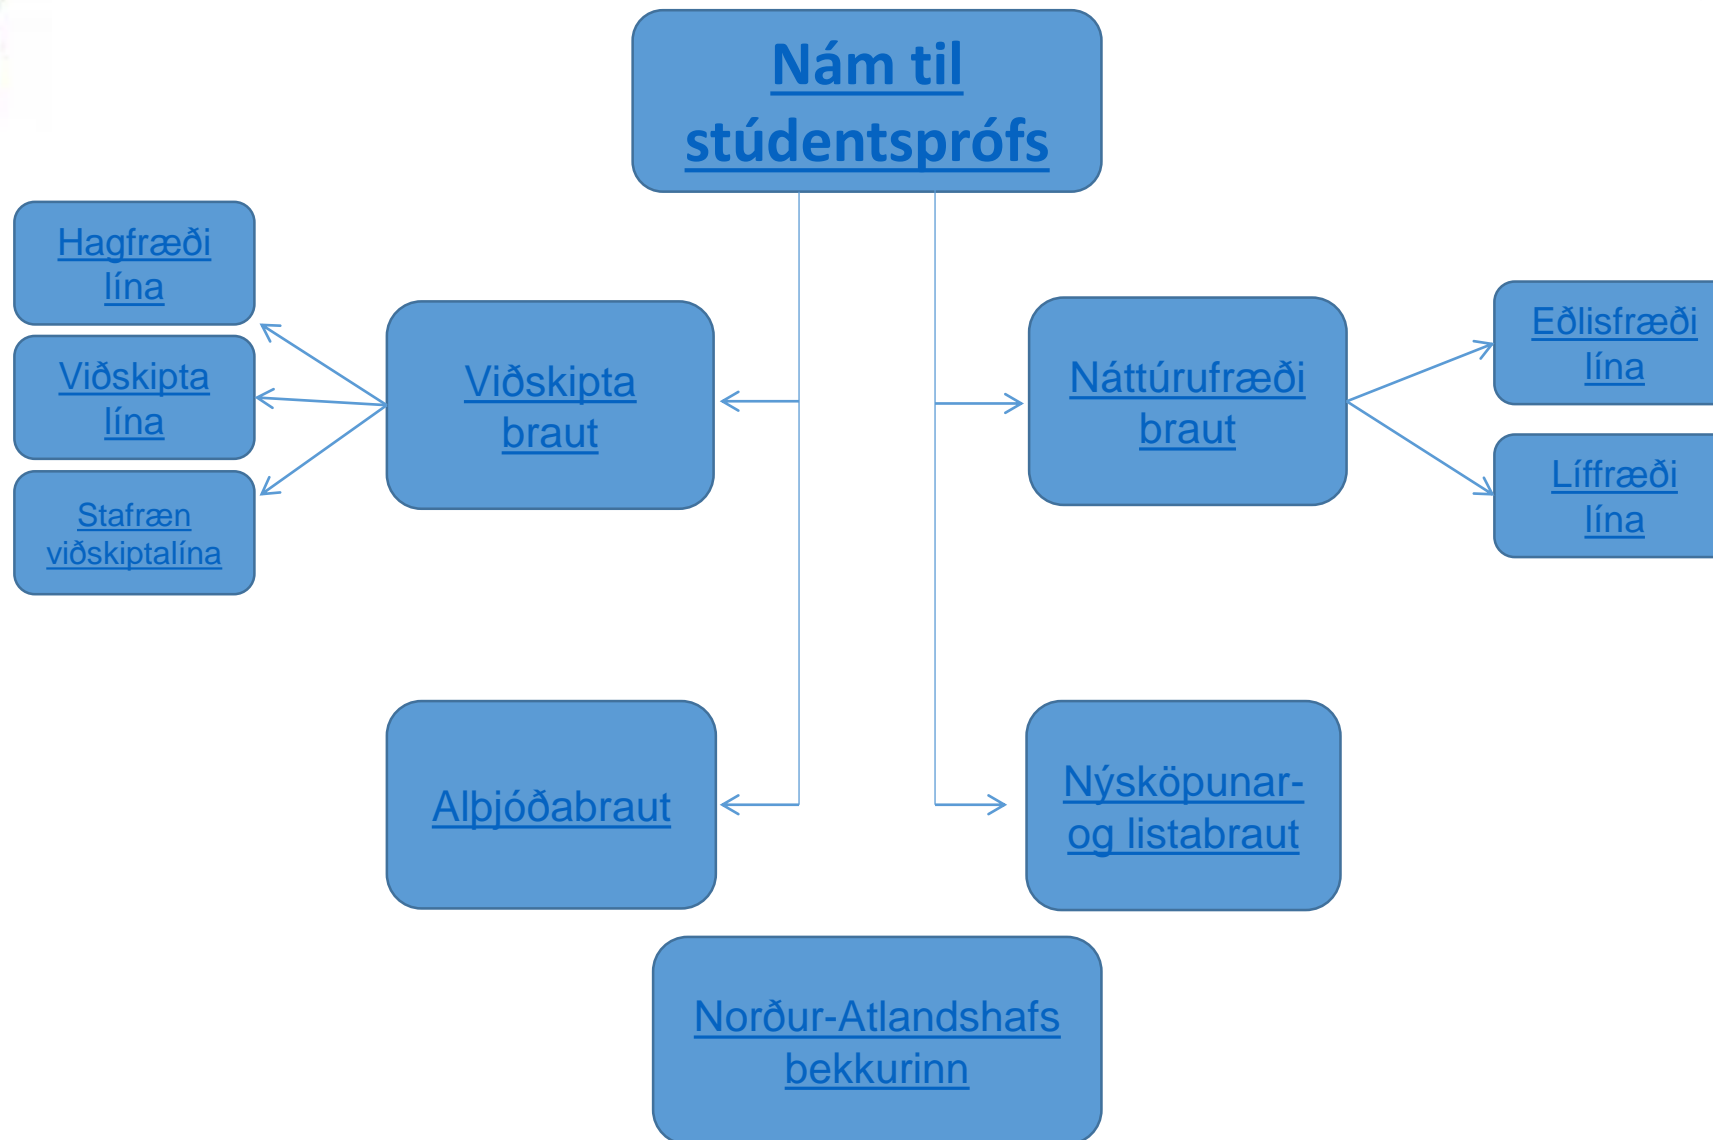 Nám til
stúdentsprófs
Hagfræði
lína
Viðskipta
lína
Stafræn
viðskiptalína
Viðskipta
braut
Náttúrufræði
braut
Eðlisfræði
lína
Líffræði
lína
Alþjóðabraut
Nýsköpunar-
og listabraut
Norður-Atlandshafs
bekkurinn